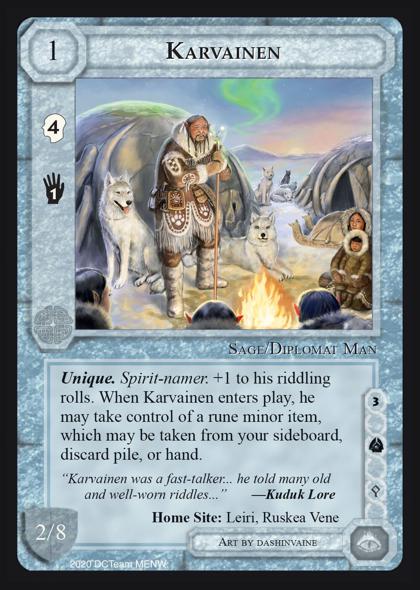 1
KARVAINEN
4
1
SAGE/DIPLOMAT MAN
Unique. Spirit-namer. +1 to his riddling
rolls. When Karvainen enters play, he
may take control of a rune minor item,
which may be taken from your sideboard,
discard pile, or hand.
3
“Karvainen was a fast-talker... he told many old
and well-worn riddles...” —Kuduk Lore
Home Site: Leiri, Ruskea Vene
2/8
ART BY DASHINVAINE
2020 DCTeam MENW